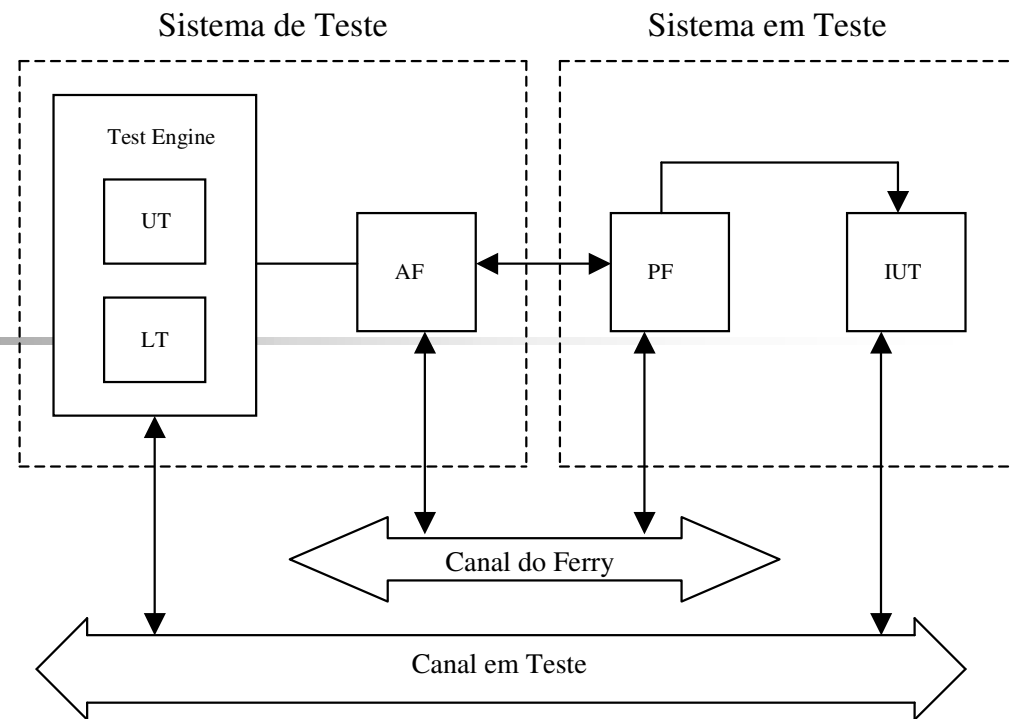 Sistema de Teste
Sistema em Teste
Test Engine
UT
AF
PF
IUT
LT
Canal do Ferry
Canal em Teste